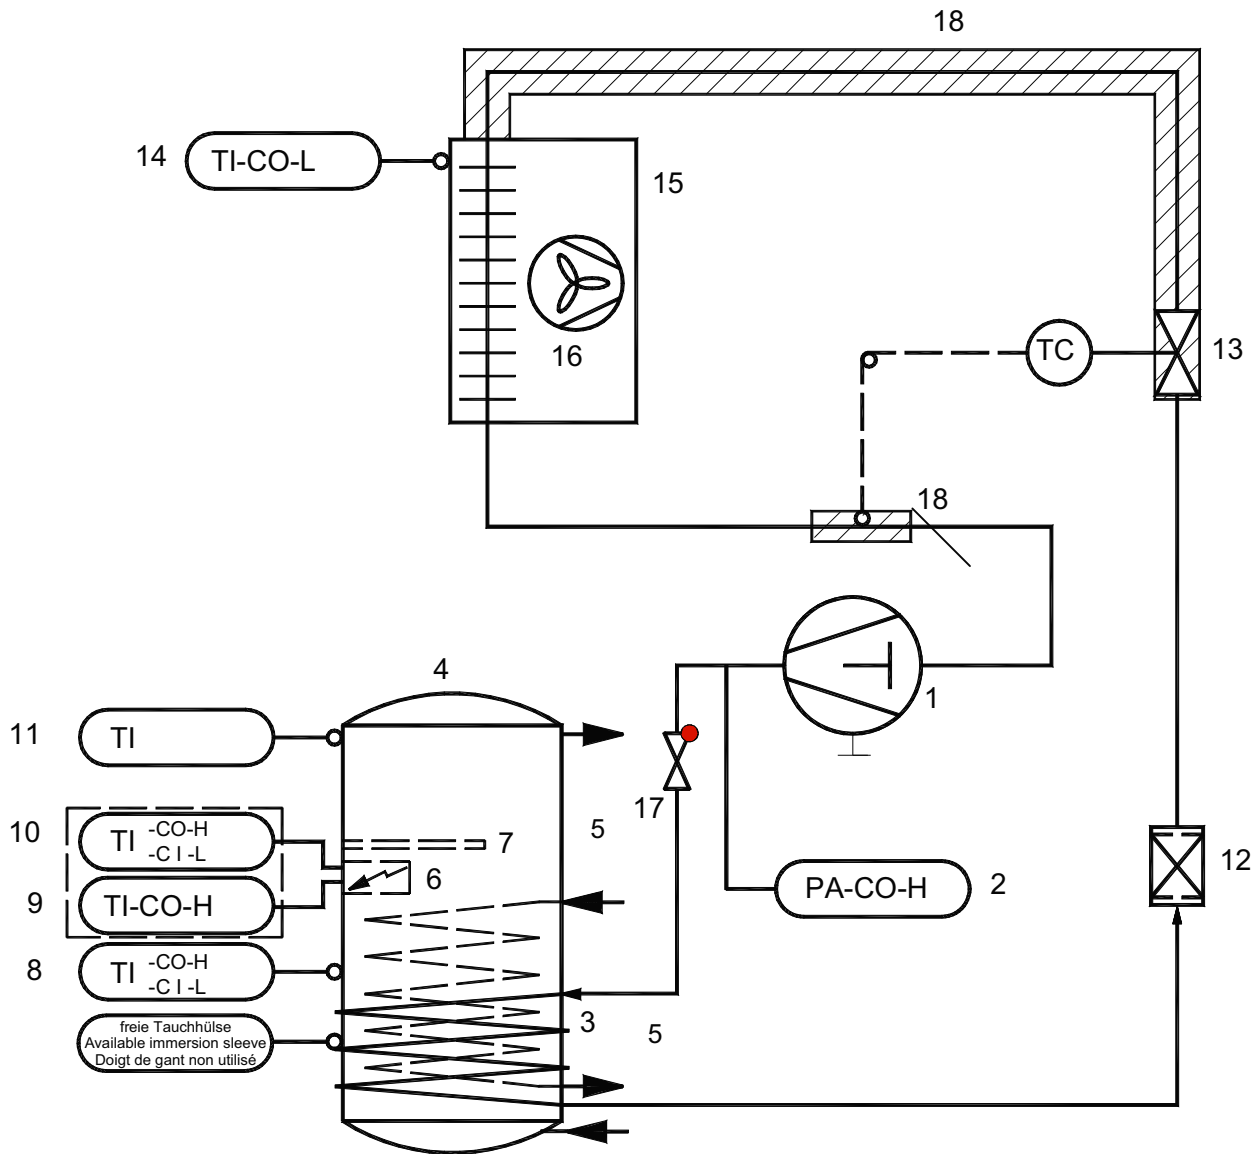 18
14
TI-CO-L
15
16
TC
13
18
4
1
11
TI
17
5
10
TI -CO-H
-C I -L
7
6
12
9
TI-CO-H
PA-CO-H
2
8
TI -CO-H
-C I -L
3
5
freie Tauchhülse
Available immersion sleeve
Doigt de gant non utilisé